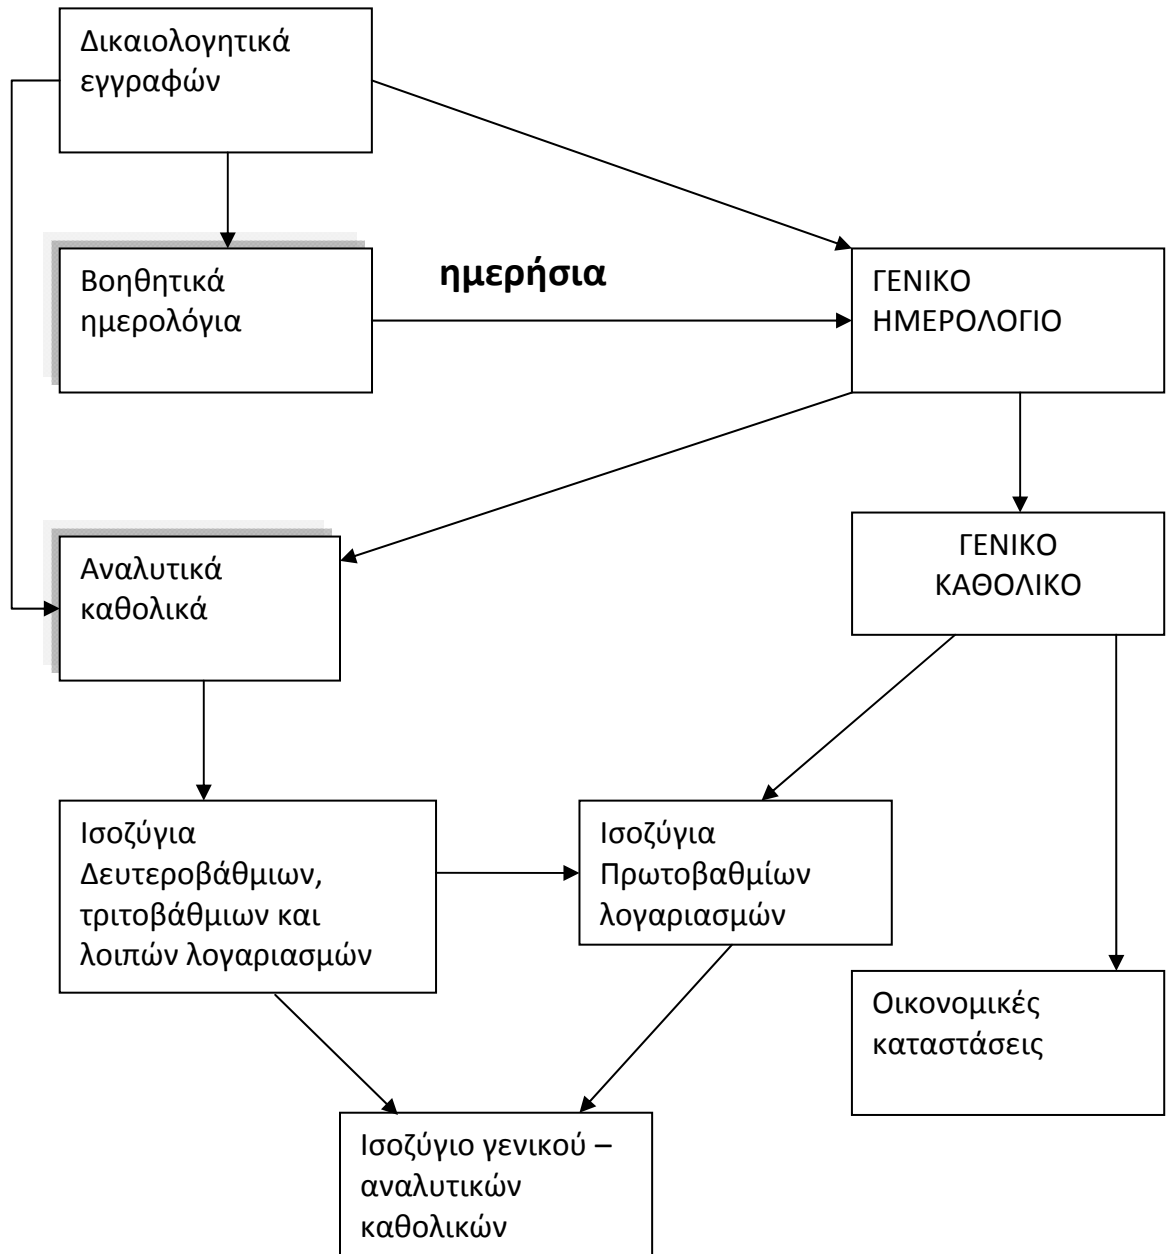 Δικαιολογητικά
εγγραφών
Βοηθητικά
ημερολόγια
ημερήσια
ΓΕΝΙΚΟ
ΗΜΕΡΟΛΟΓΙΟ
Αναλυτικά
καθολικά
ΓΕΝΙΚΟ
ΚΑΘΟΛΙΚΟ
Ισοζύγια
Δευτεροβάθμιων,
τριτοβάθμιων και
λοιπών λογαριασμών
Ισοζύγια
Πρωτοβαθμίων
λογαριασμών
Οικονομικές
καταστάσεις
Ισοζύγιο γενικού –
αναλυτικών
καθολικών